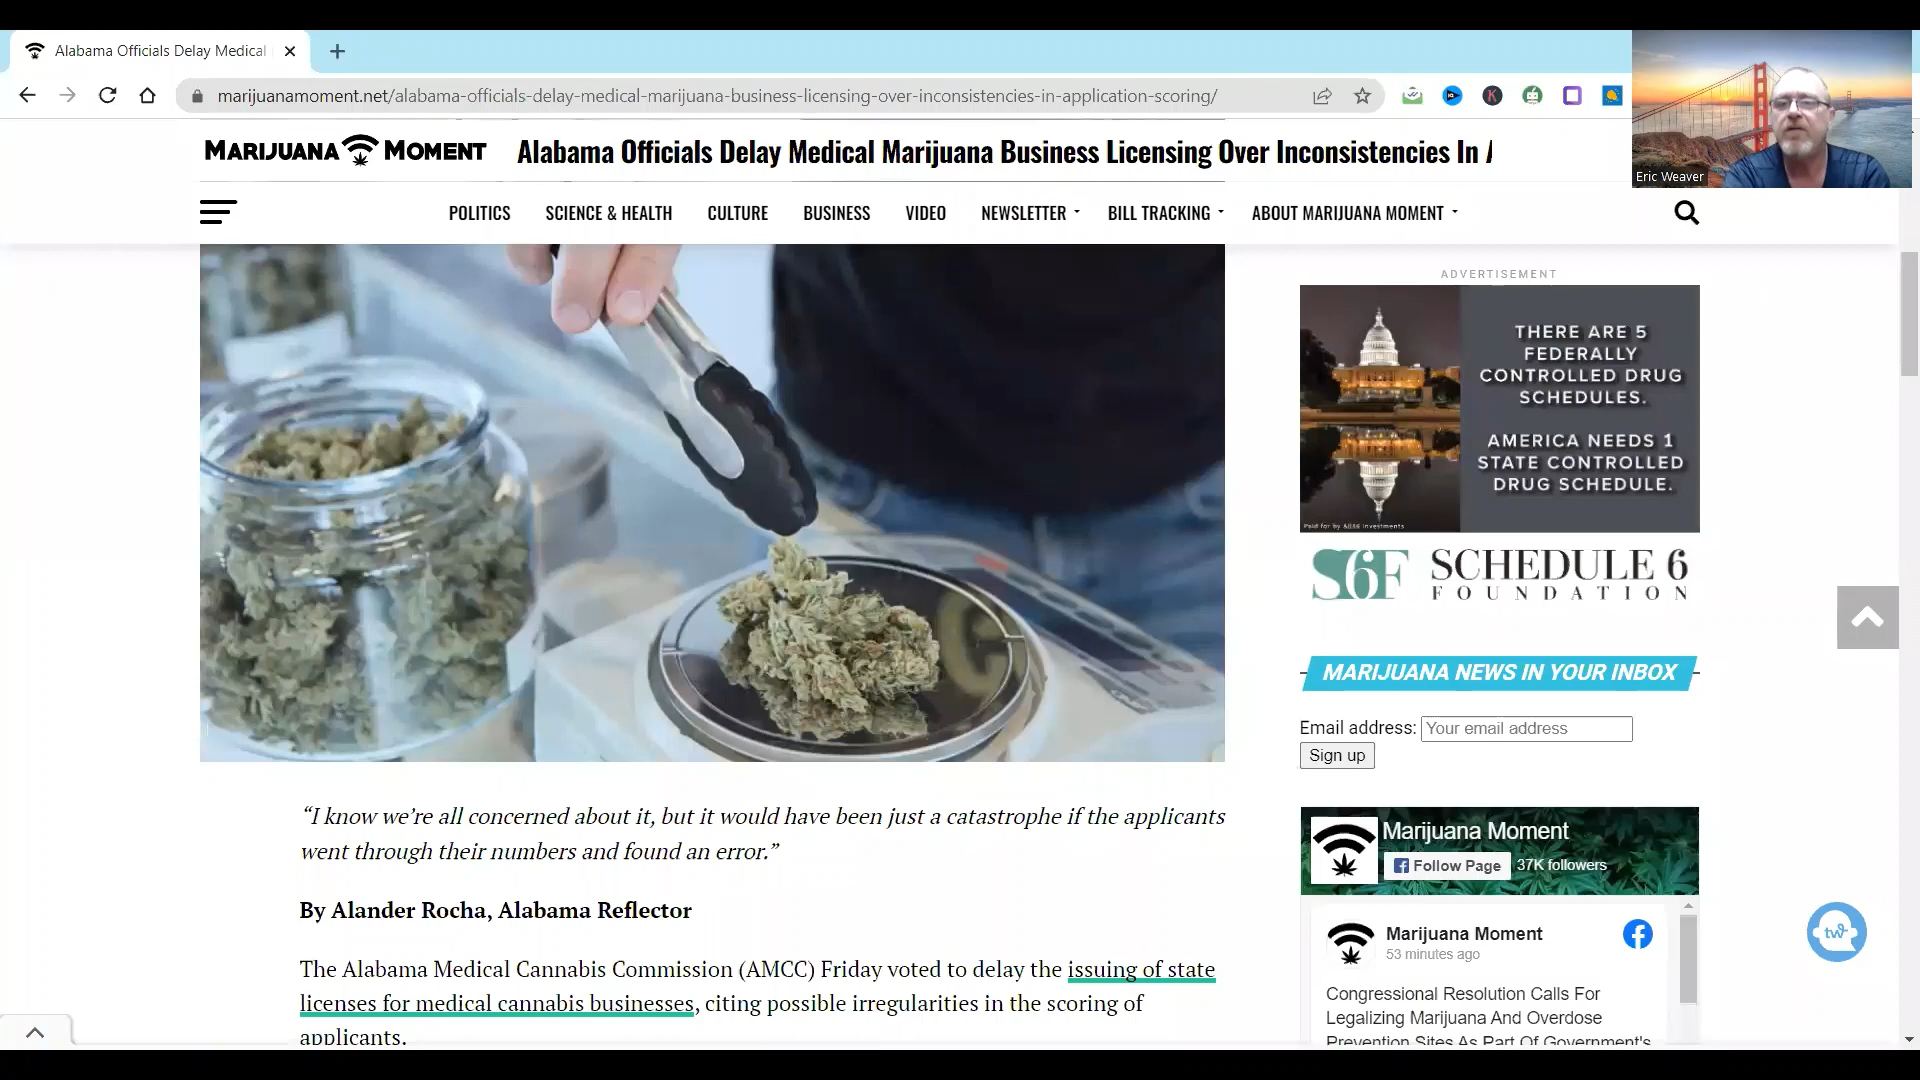 Alabama Officials Delay Medical
marijuanamoment.net/alabama-officials-delay-medical-marijuana-business-licensing-over-inconsistencies-in-application-scoring/
Eric Weaver
MARIJUANA MOMENT
Alabama Officials Delay Medical Marijuana Business Licensing Over Inconsistencies In A
POLITICS SCIENCE & HEALTH CULTURE BUSINESS VIDEO NEWSLETTER BILL TRACKING ABOUT MARIJUANA MOMENT
ADVERTISEMENT
THERE ARE 5
FEDERALLY
CONTROLLED DRUG
SCHEDULES.
AMERICA NEEDS 1
STATE CONTROLLED
DRUG SCHEDULE.
S6F SCHEDULE 6
FOUNDATION
MARIJUANA NEWS IN YOUR INBOX
Email address: Your email address
Sign up
“I know we’re all concerned about it, but it would have been just a catastrophe if the applicants
went through their numbers and found an error.”
By Alander Rocha, Alabama Reflector
The Alabama Medical Cannabis Commission (AMCC) Friday voted to delay the issuing of state
licenses for medical cannabis businesses, citing possible irregularities in the scoring of
applicants.
Marijuana Moment
Follow Page 37K followers
Marijuana Moment
53 minutes ago
Congressional Resolution Calls For
Legalizing Marijuana And Overdose
Prevention Sites As Part Of Government's